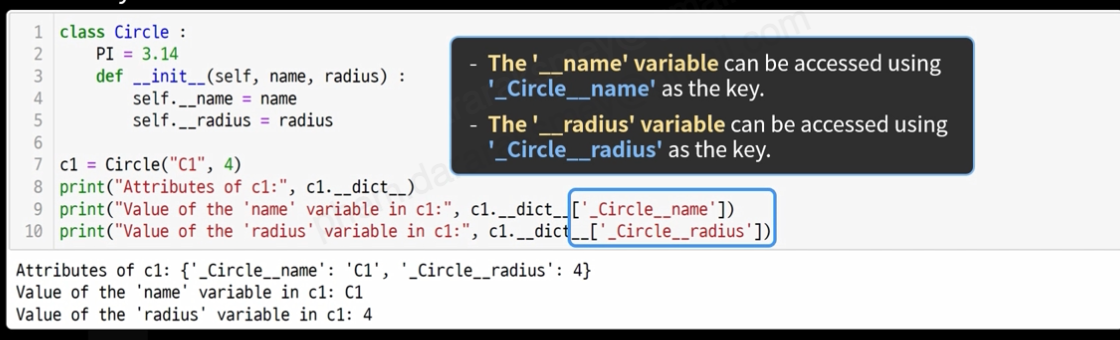 1 class Circle :
2 PI = 3.14
3 def __init__(self, name, radius) :
4 self.__name = name
5 self.__radius = radius
6
7 c1 = Circle("C1", 4)
8 print("Attributes of c1:", c1.__dict__)
9 print("Value of the 'name' variable in c1:", c1.__dict__['_Circle__name'])
10 print("Value of the 'radius' variable in c1:", c1.__dict__['_Circle__radius'])
- The '__name' variable can be accessed using
'_Circle__name' as the key.
- The '__radius' variable can be accessed using
'_Circle__radius' as the key.
Attributes of c1: {'_Circle__name': 'C1', '_Circle__radius': 4}
Value of the 'name' variable in c1: C1
Value of the 'radius' variable in c1: 4